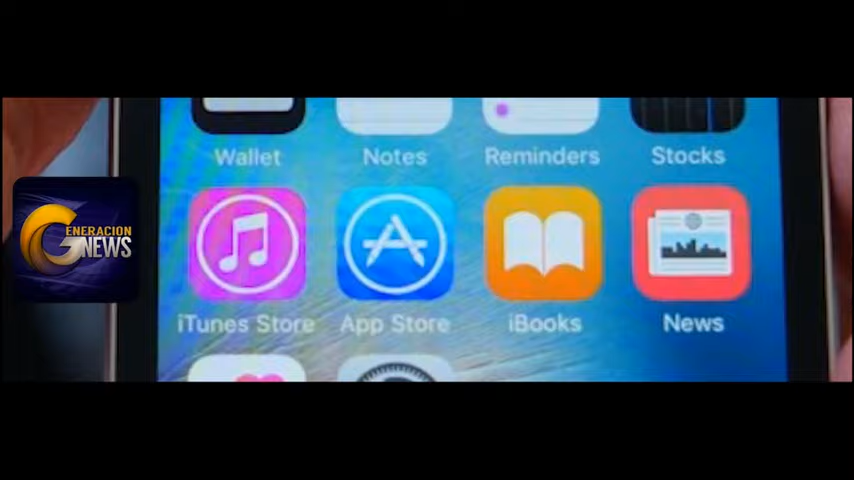 Wallet Notes Reminders Stocks
GENERACION
NEWS
iTunes Store App Store iBooks News